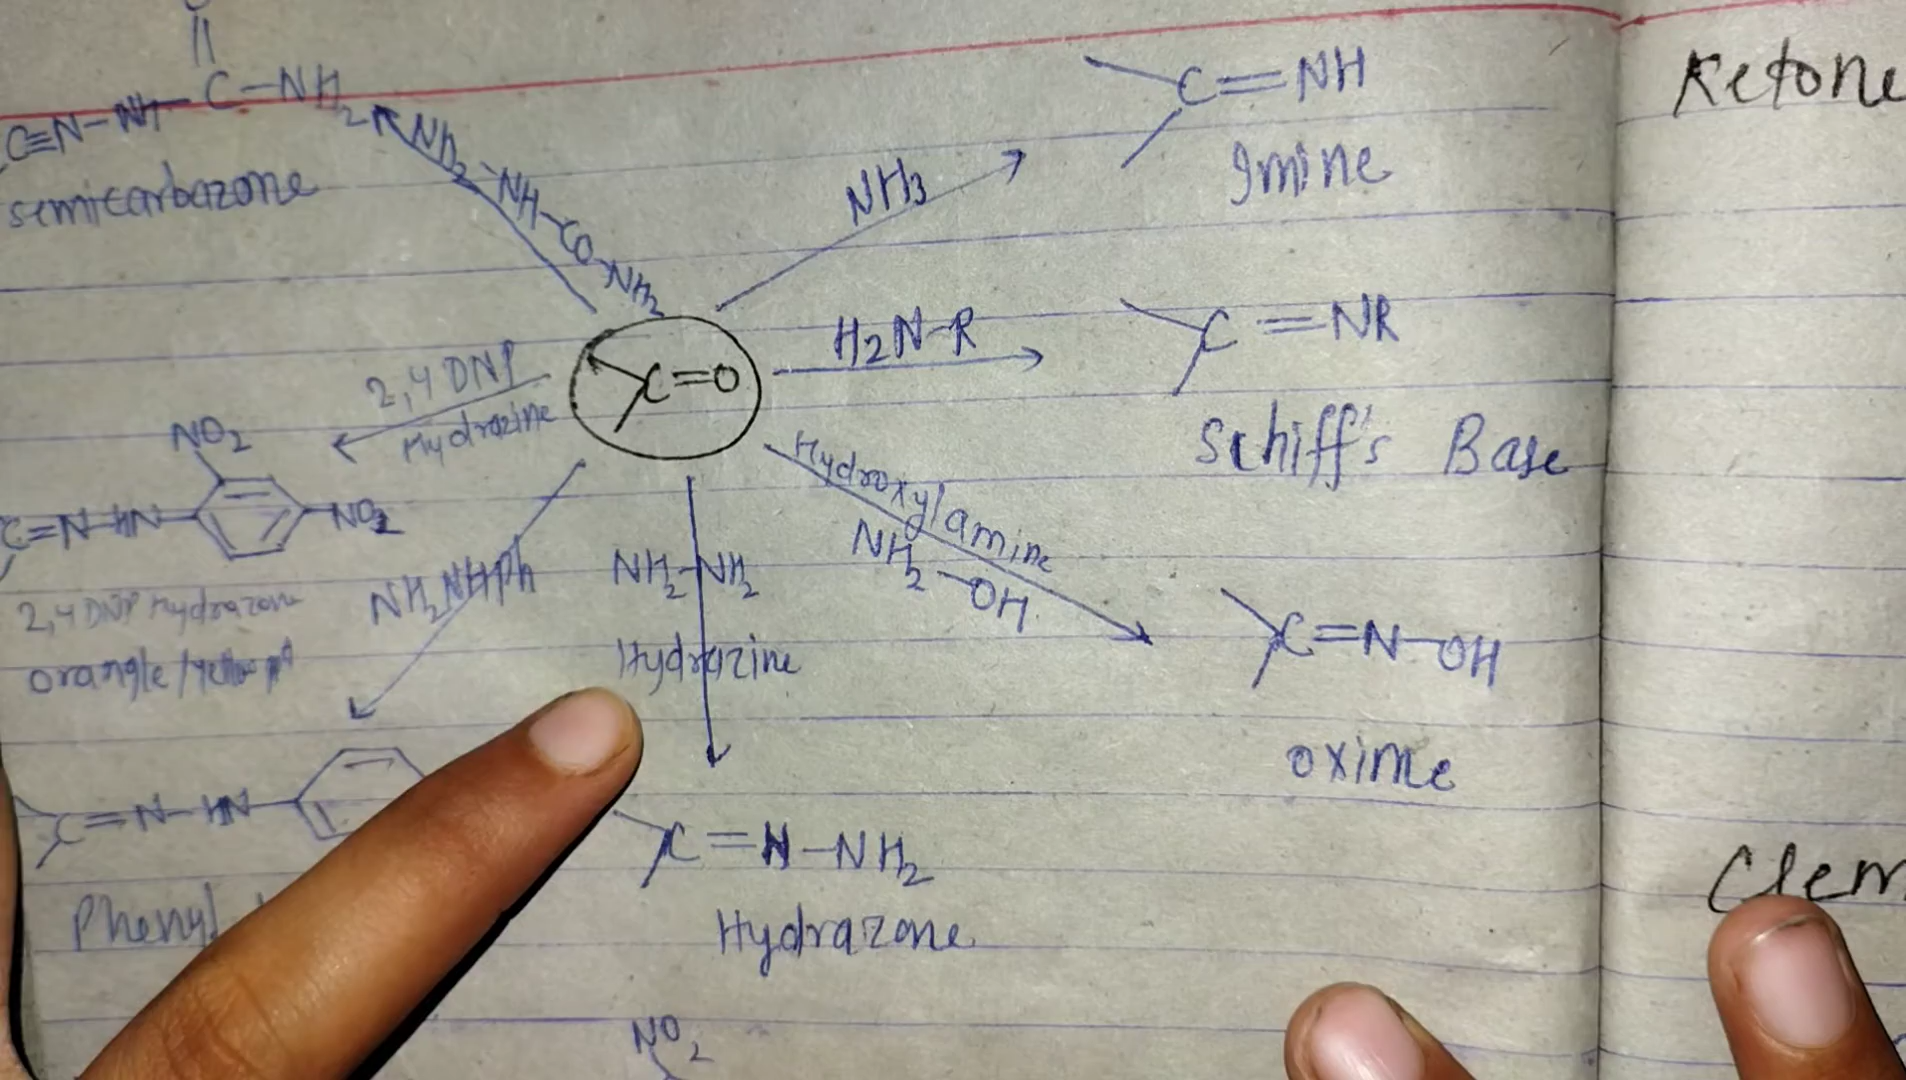 O
C≡N-NH-C-NH2
semicarbazone
NH2-NH-CO-NH2
NH3
C=NH
Imine
Ketone
H2N-R
C=NR
Schiff's Base
C=O
2,4 DNP
Hydrazine
NO2
C=N-HN- -NO2
2,4 DNP Hydrazone
orangle/yellow
NH2NHPh
NH2-NH2
Hydrazine
Hydroxylamine
NH2-OH
C=N-OH
oxime
C=N-HN-
Phenyl
C=N-NH2
Hydrazone
Clem
NO2